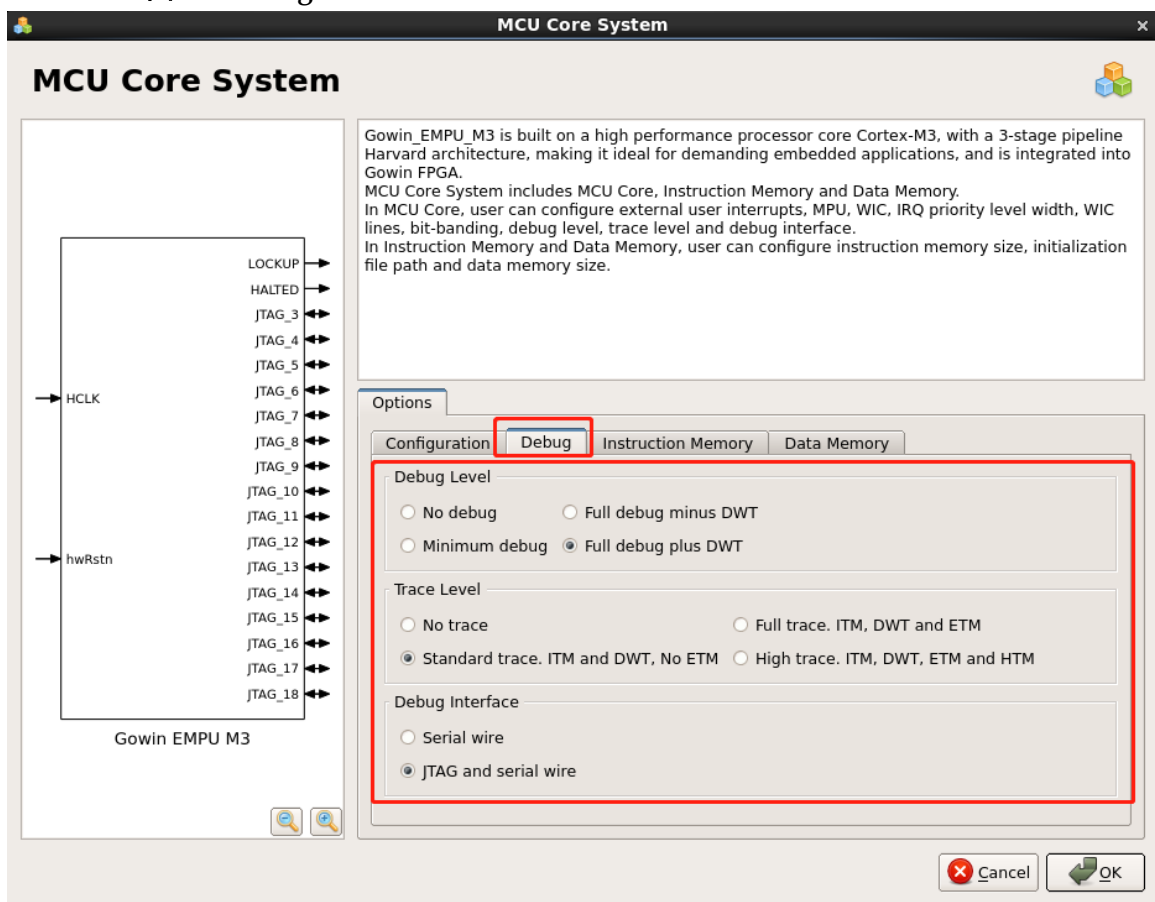 MCU Core System
MCU Core System
Gowin_EMPU_M3 is built on a high performance processor core Cortex-M3, with a 3-stage pipeline
Harvard architecture, making it ideal for demanding embedded applications, and is integrated into
Gowin FPGA.
MCU Core System includes MCU Core, Instruction Memory and Data Memory.
In MCU Core, user can configure external user interrupts, MPU, WIC, IRQ priority level width, WIC
lines, bit-banding, debug level, trace level and debug interface.
In Instruction Memory and Data Memory, user can configure instruction memory size, initialization
file path and data memory size.
LOCKUP
HALTED
JTAG_3
JTAG_4
JTAG_5
JTAG_6
HCLK
JTAG_7
JTAG_8
JTAG_9
JTAG_10
JTAG_11
JTAG_12
hwRstn
JTAG_13
JTAG_14
JTAG_15
JTAG_16
JTAG_17
JTAG_18
Gowin EMPU M3
Options
Configuration Debug Instruction Memory Data Memory
Debug Level
No debug Full debug minus DWT
Minimum debug Full debug plus DWT
Trace Level
No trace Full trace. ITM, DWT and ETM
Standard trace. ITM and DWT, No ETM High trace. ITM, DWT, ETM and HTM
Debug Interface
Serial wire
JTAG and serial wire
Cancel OK